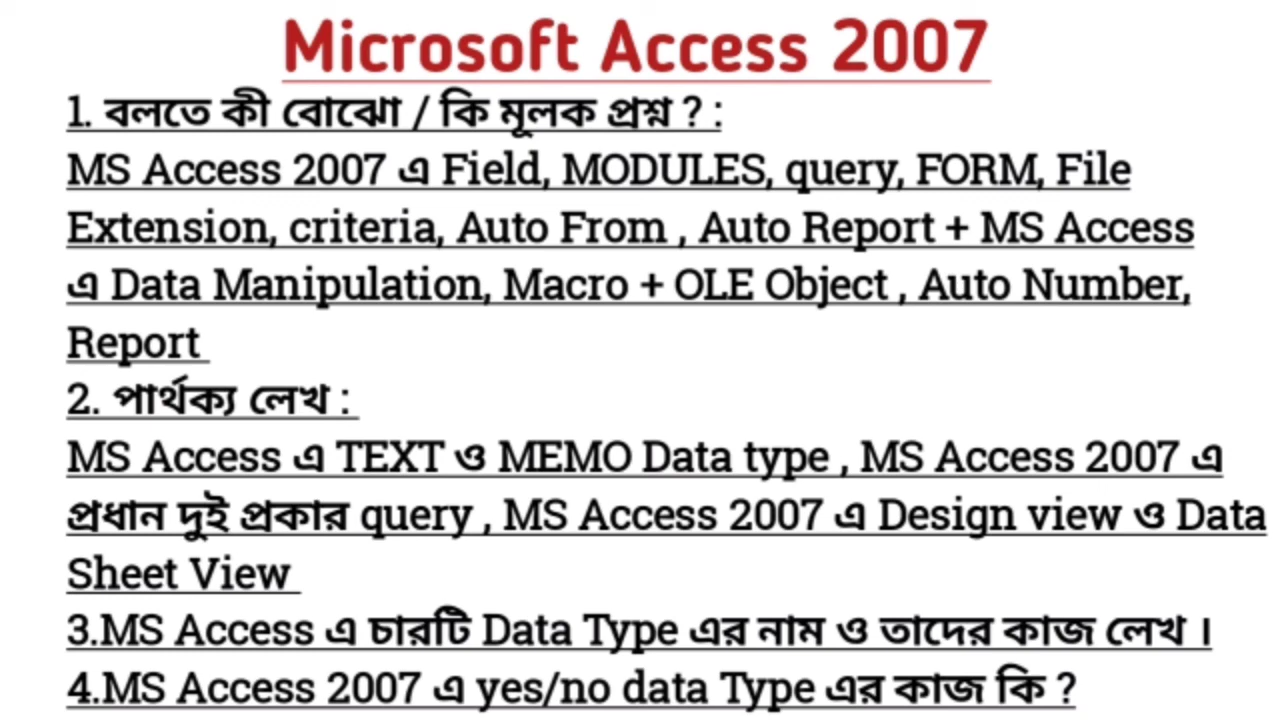 Microsoft Access 2007
1. বলতে কী বোঝো / কি মূলক প্রশ্ন ? :
MS Access 2007 এ Field, MODULES, query, FORM, File
Extension, criteria, Auto From , Auto Report + MS Access
এ Data Manipulation, Macro + OLE Object , Auto Number,
Report
2. পার্থক্য লেখ :
MS Access এ TEXT ও MEMO Data type , MS Access 2007 এ
প্রধান দুই প্রকার query , MS Access 2007 এ Design view ও Data
Sheet View
3.MS Access এ চারটি Data Type এর নাম ও তাদের কাজ লেখ ।
4.MS Access 2007 এ yes/no data Type এর কাজ কি ?